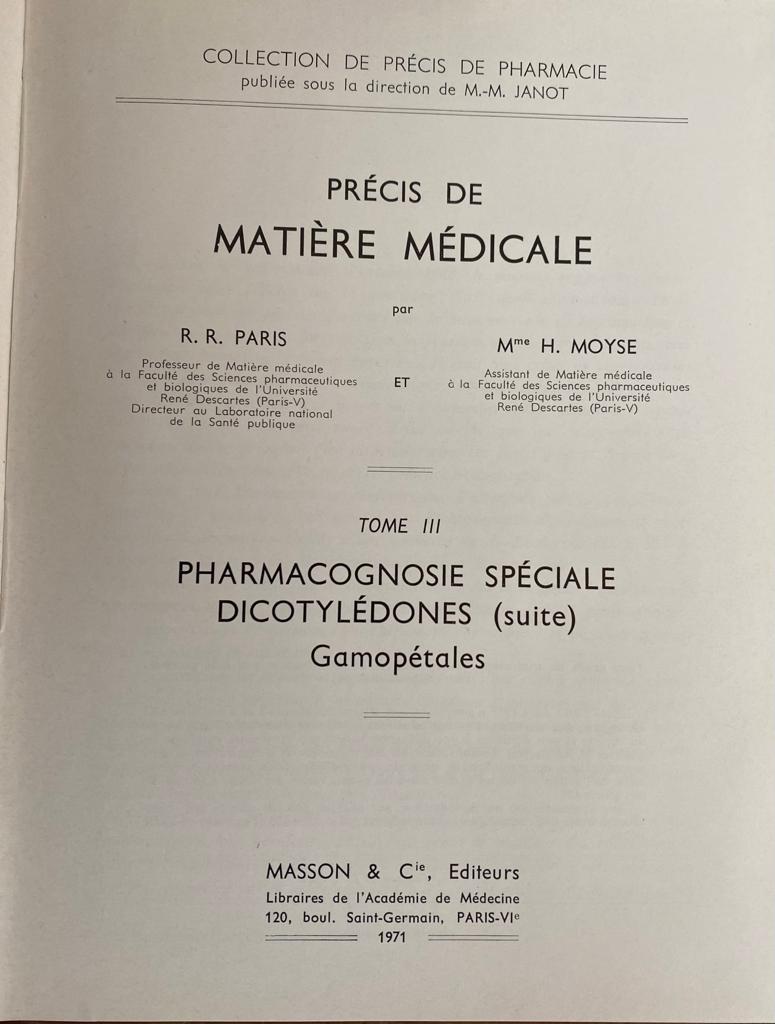 COLLECTION DE PRÉCIS DE PHARMACIE
publiée sous la direction de M.-M. JANOT
PRÉCIS DE
MATIÈRE MÉDICALE
par
R. R. PARIS
Professeur de Matière médicale
à la Faculté des Sciences pharmaceutiques
et biologiques de l'Université
René Descartes (Paris-V)
Directeur au Laboratoire national
de la Santé publique
ET
Mme H. MOYSE
Assistant de Matière médicale
à la Faculté des Sciences pharmaceutiques
et biologiques de l'Université
René Descartes (Paris-V)
TOME III
PHARMACOGNOSIE SPÉCIALE
DICOTYLÉDONES (suite)
Gamopétales
MASSON & Cie, Editeurs
Libraires de l'Académie de Médecine
120, boul. Saint-Germain, PARIS-VIe
1971